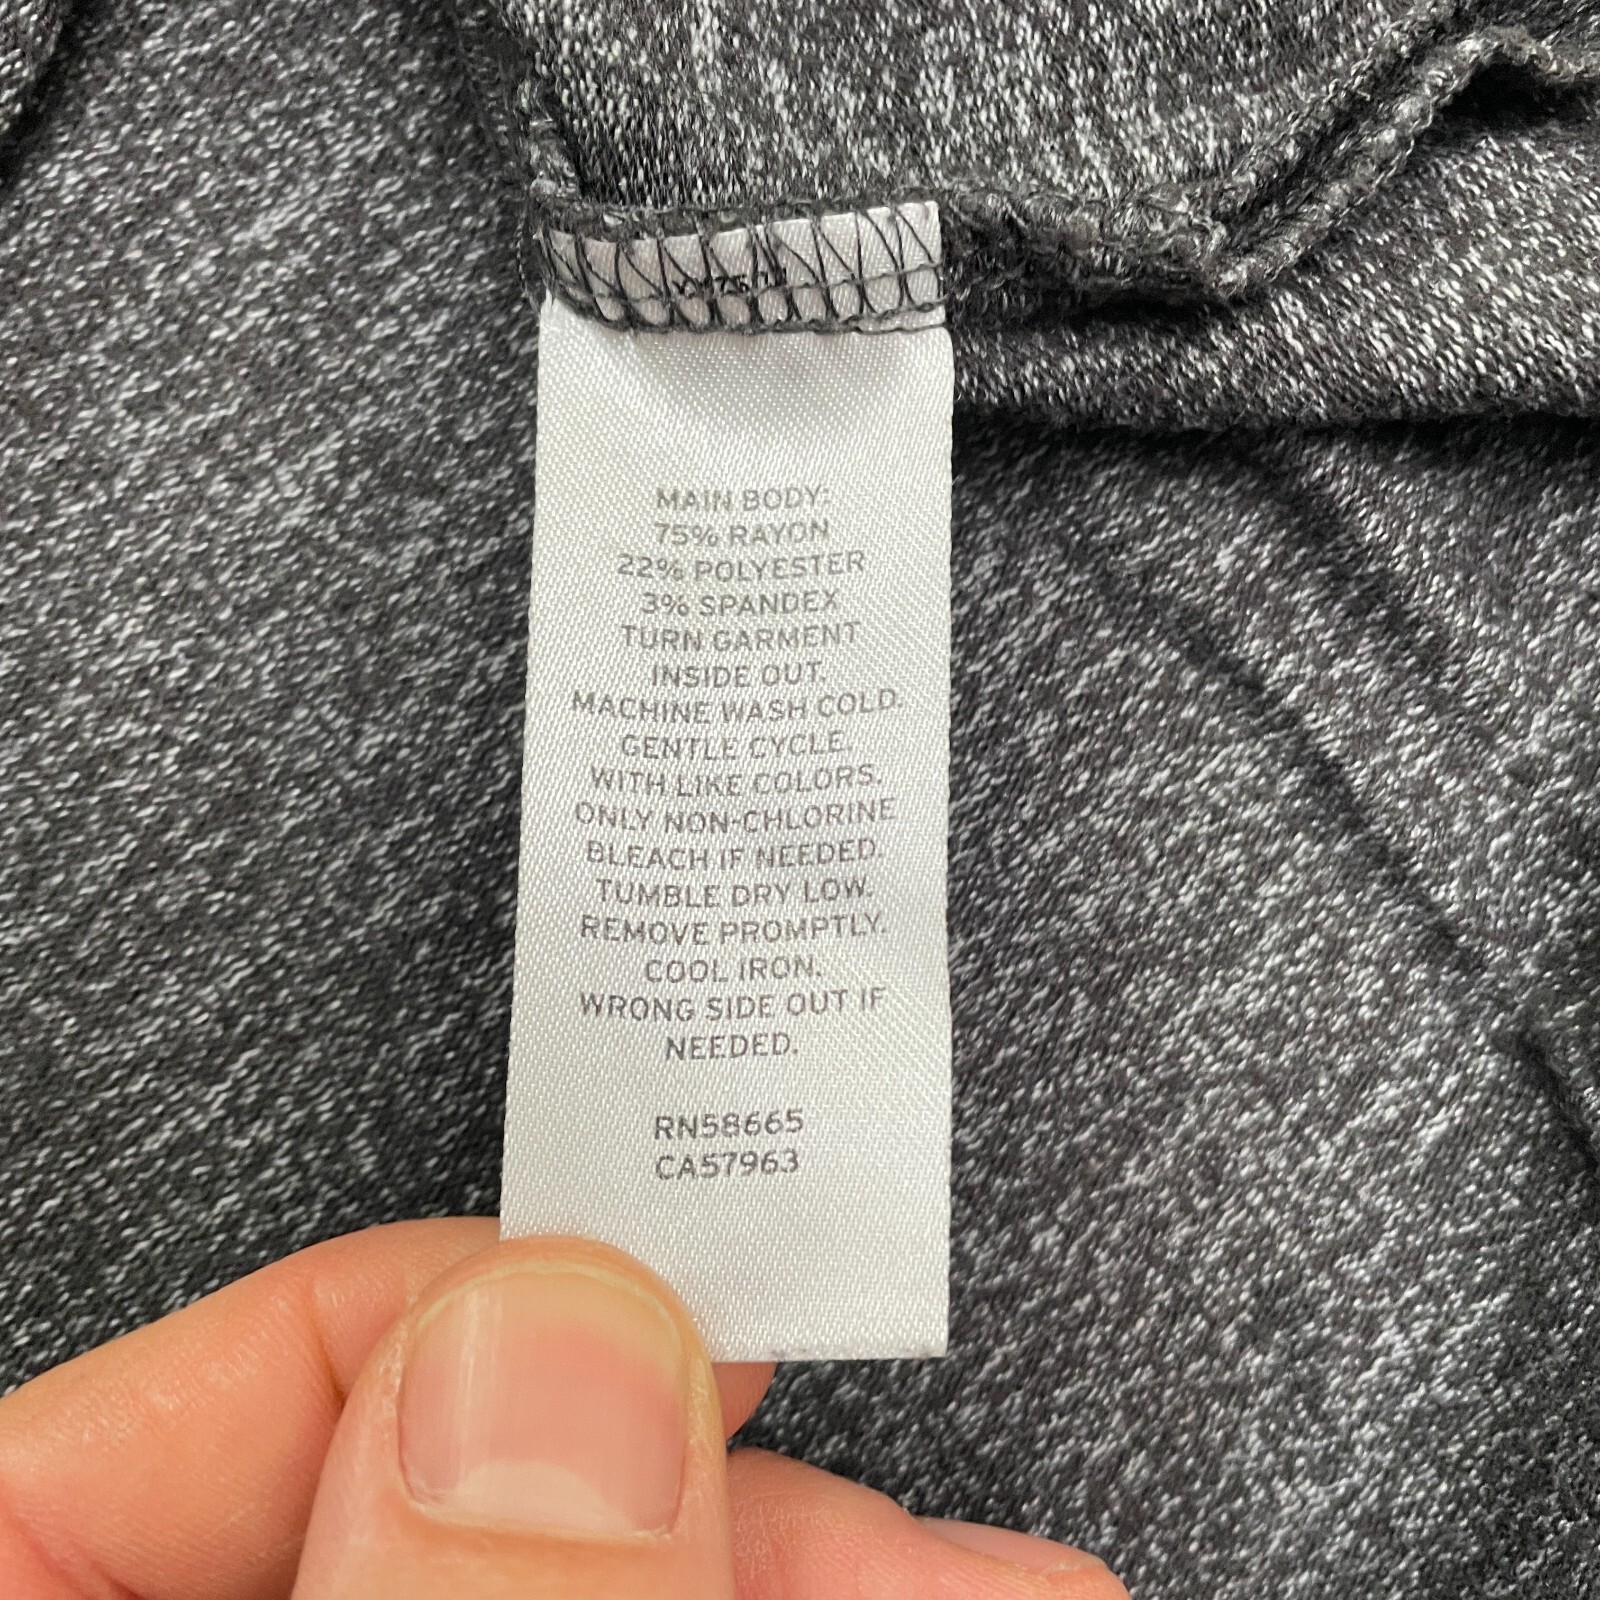 MAIN BODY:
75% RAYON
22% POLYESTER
3% SPANDEX
TURN GARMENT
INSIDE OUT.
MACHINE WASH COLD.
GENTLE CYCLE.
WITH LIKE COLORS.
ONLY NON-CHLORINE
BLEACH IF NEEDED.
TUMBLE DRY LOW.
REMOVE PROMPTLY.
COOL IRON.
WRONG SIDE OUT IF
NEEDED.
RN58665
CA57963